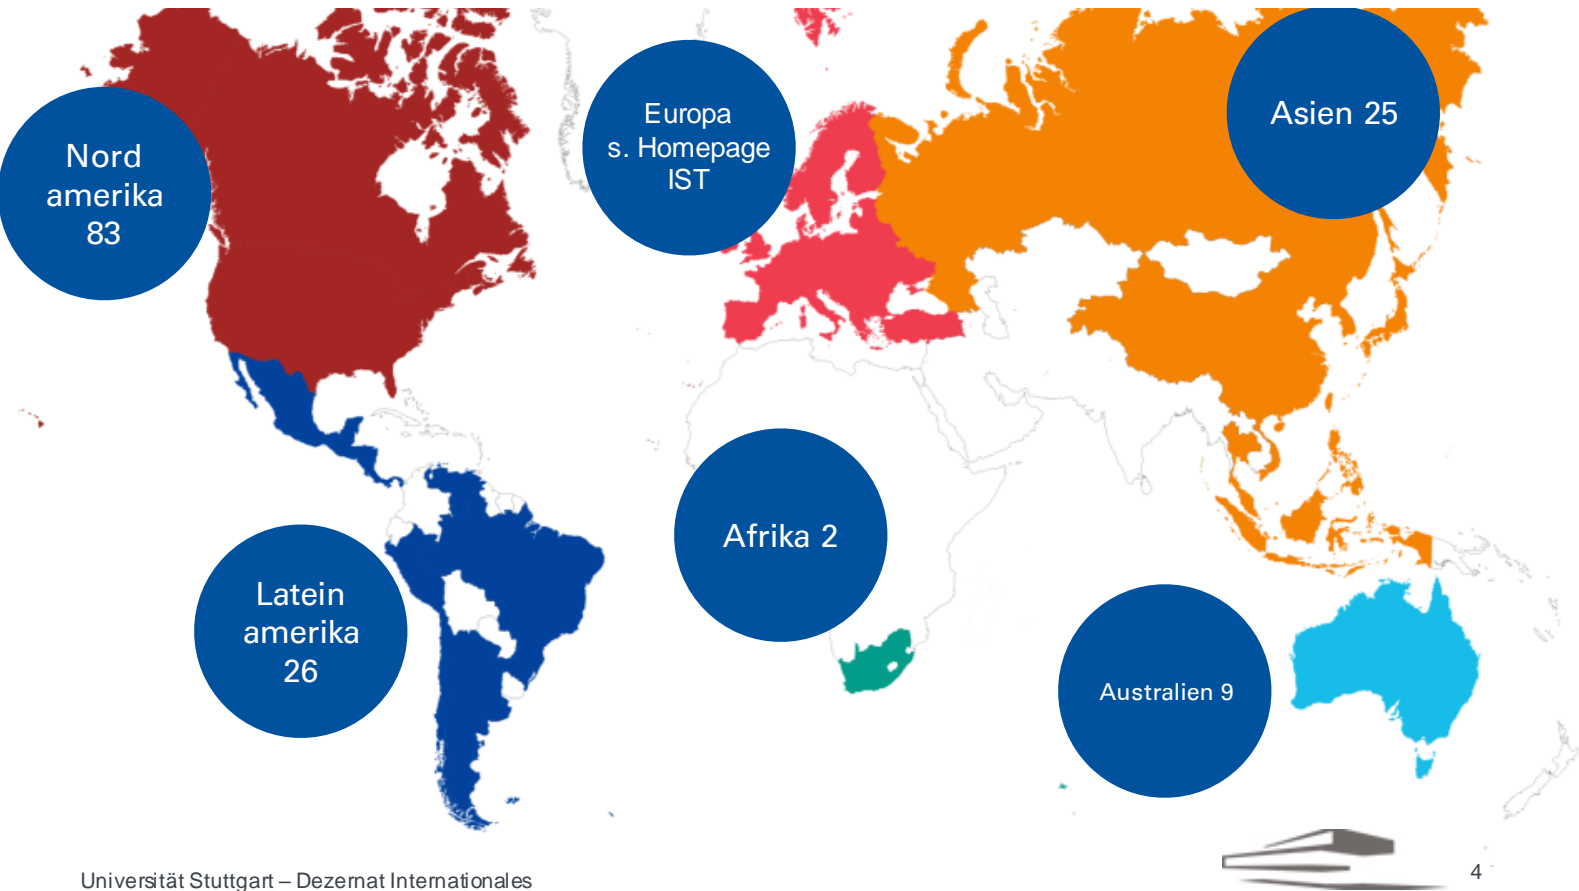 Nord
amerika
83
Europa
s. Homepage
IST
Asien 25
Latein
amerika
26
Afrika 2
Australien 9
Universität Stuttgart – Dezernat Internationales
4